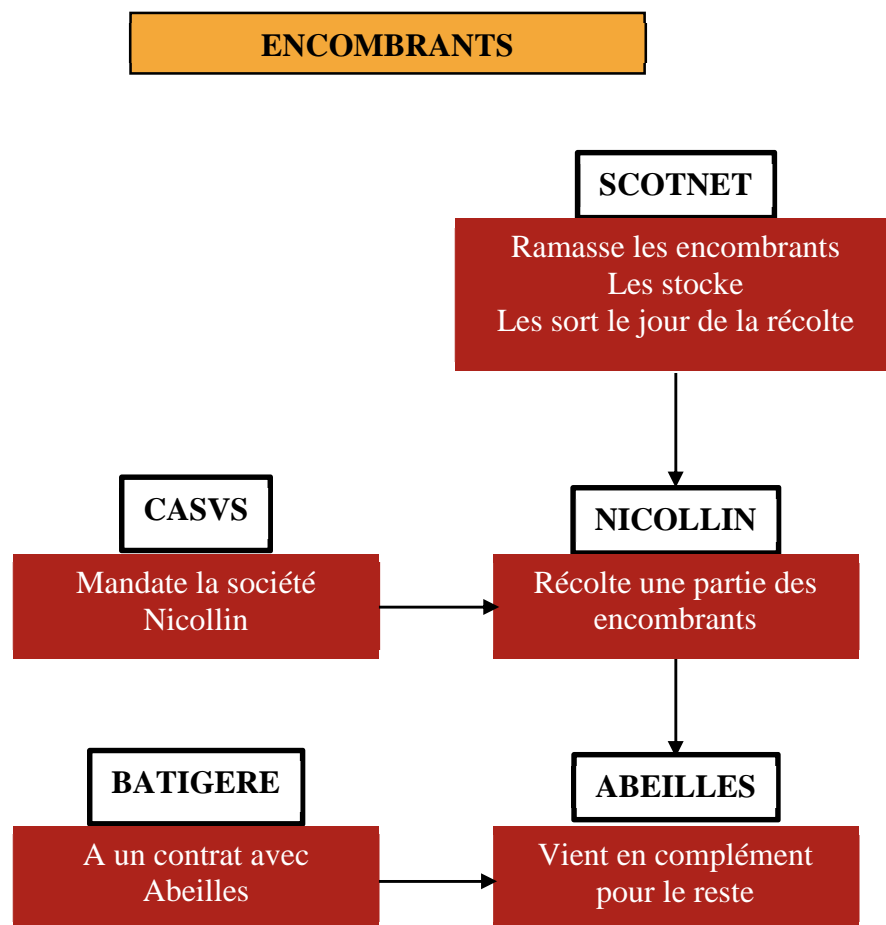 ENCOMBRANTS
SCOTNET
Ramasse les encombrants
Les stocke
Les sort le jour de la récolte
CASVS
Mandate la société
Nicollin
NICOLLIN
Récolte une partie des
encombrants
BATIGERE
A un contrat avec
Abeilles
ABEILLES
Vient en complément
pour le reste